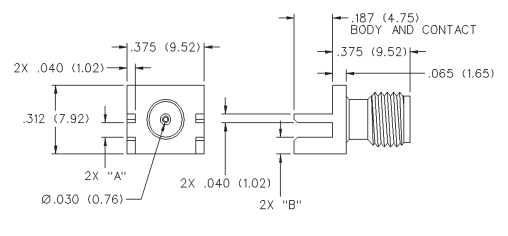 .187 (4.75)
BODY AND CONTACT
.375 (9.52)
.375 (9.52)
2X .040 (1.02)
.065 (1.65)
.312 (7.92)
2X "A"
2X .040 (1.02)
Ø.030 (0.76)
2X "B"